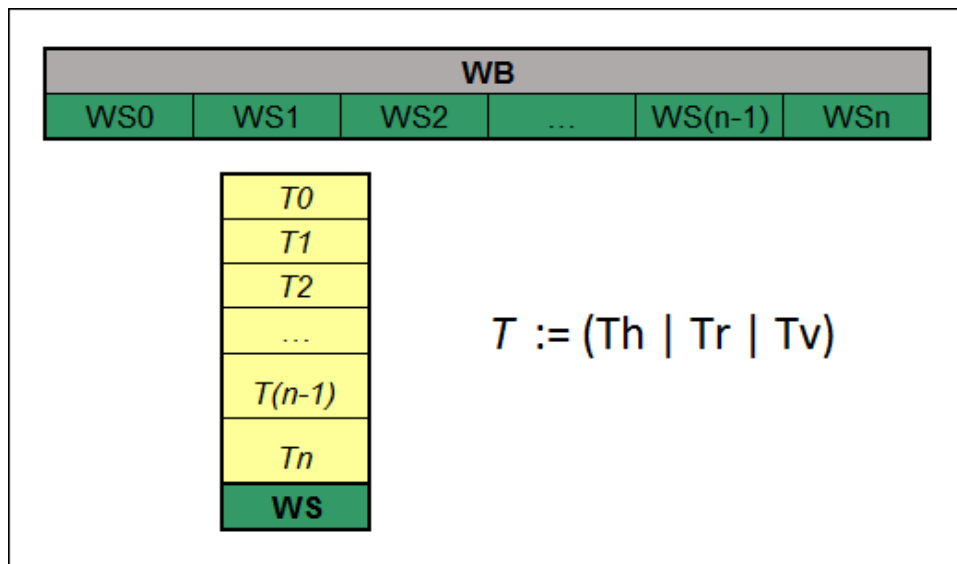 WB
WS0 WS1 WS2 ... WS(n-1) WSn
T0
T1
T2
...
T(n-1)
Tn
WS
T := (Th | Tr | Tv)